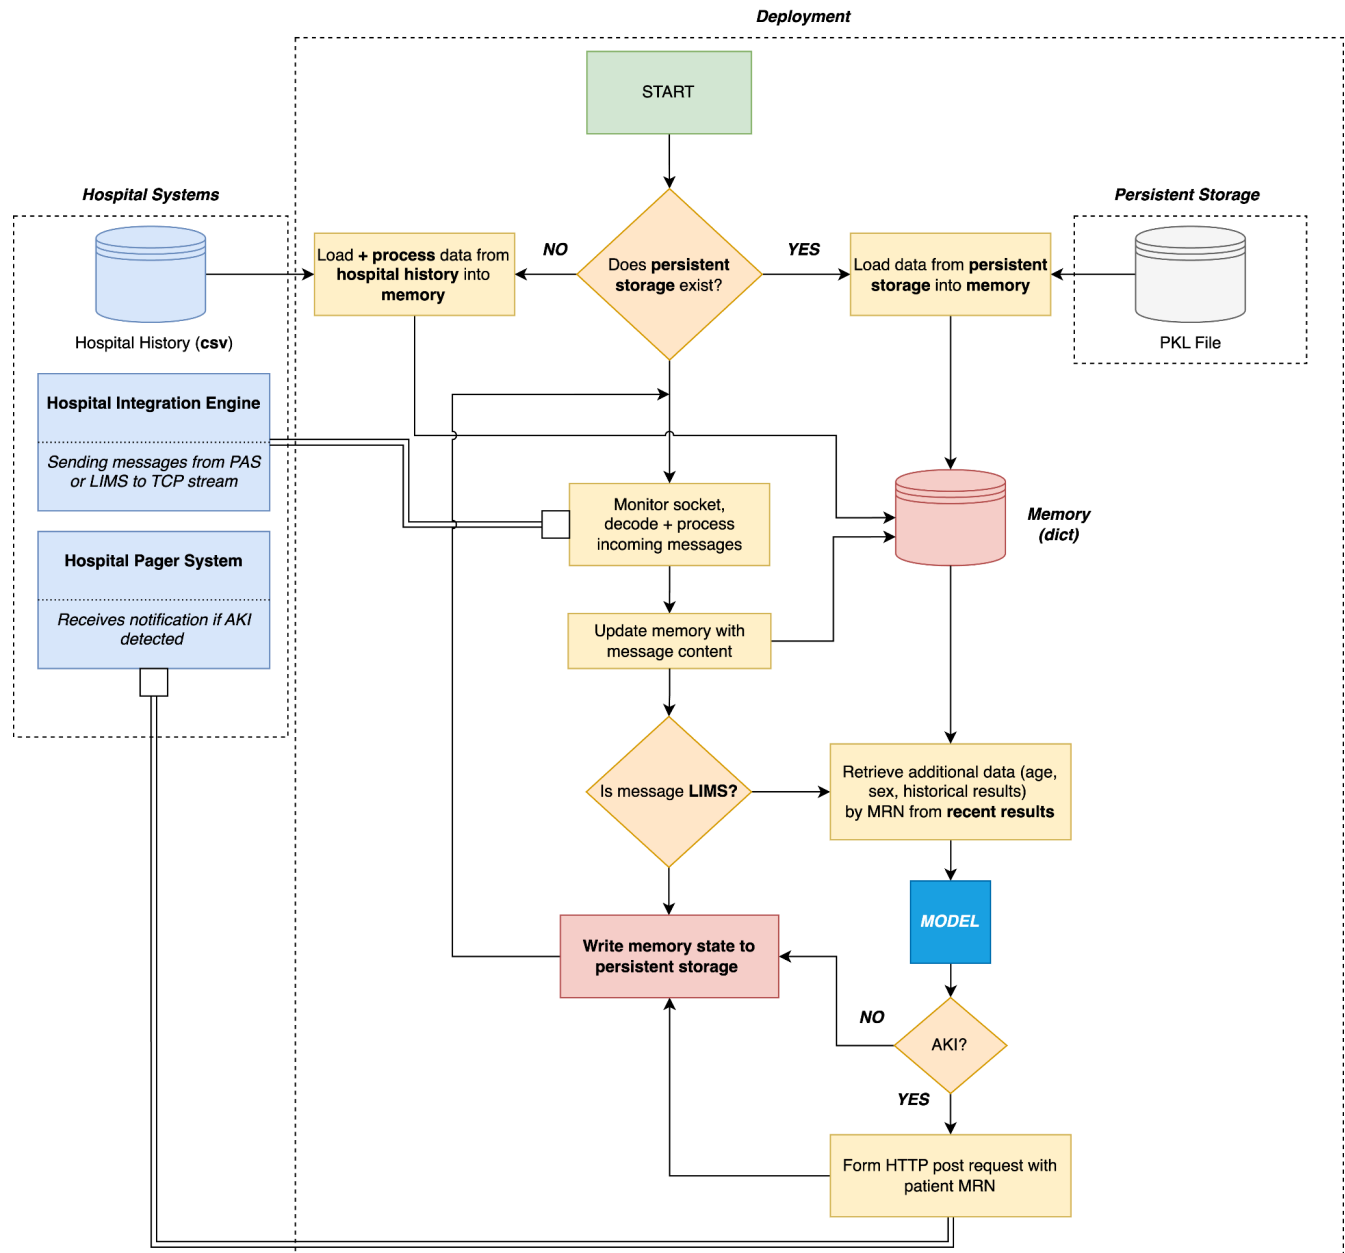 Deployment
START
Hospital Systems
Persistent Storage
Load + process data from
hospital history into
memory
NO
Does persistent
storage exist?
YES
Load data from persistent
storage into memory
Hospital History (csv)
PKL File
Hospital Integration Engine
Sending messages from PAS
or LIMS to TCP stream
Monitor socket,
decode + process
incoming messages
Memory
(dict)
Hospital Pager System
Receives notification if AKI
detected
Update memory with
message content
Is message LIMS?
Retrieve additional data (age,
sex, historical results)
by MRN from recent results
MODEL
Write memory state to
persistent storage
NO
AKI?
YES
Form HTTP post request with
patient MRN